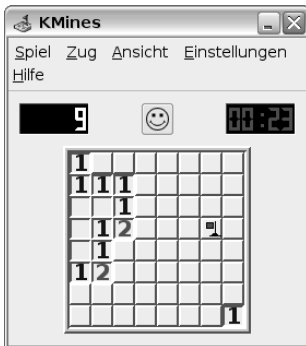 KMines
Spiel Zug Ansicht Einstellungen
Hilfe
9 00:23
1
1 1 1
1
1 2
1
1 2
1